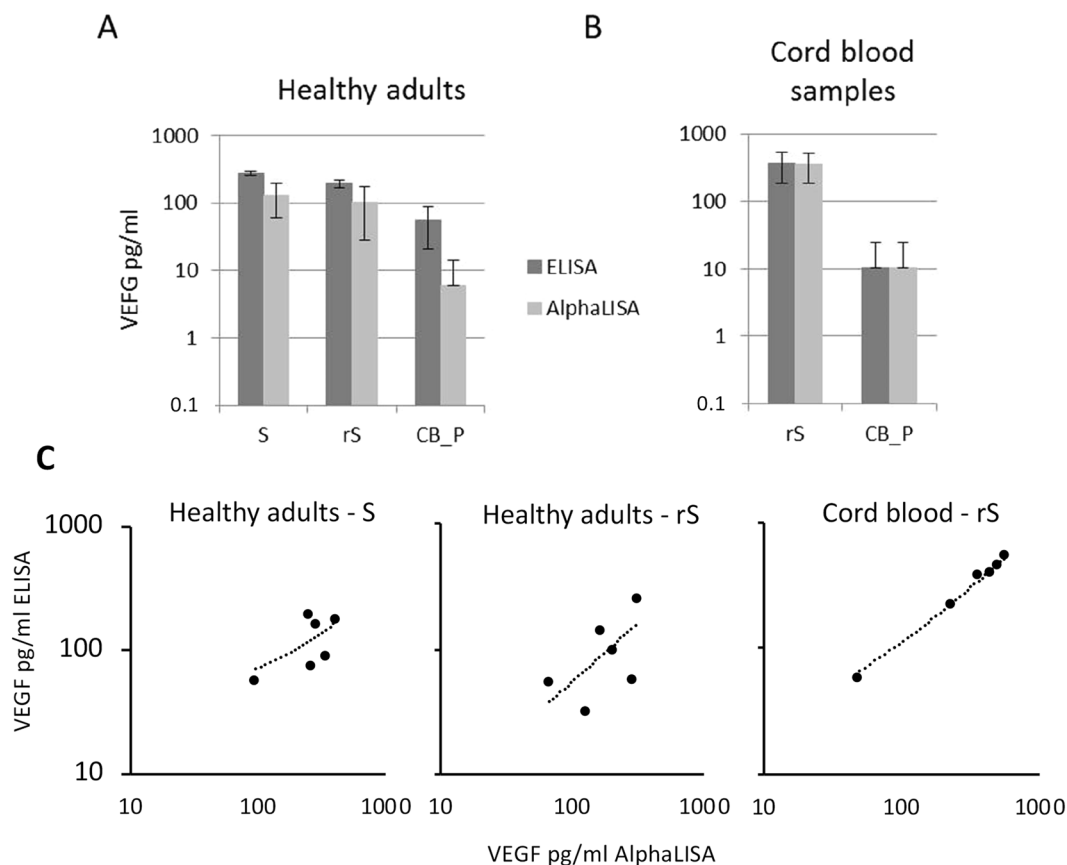 A
B
Healthy adults
Cord blood
samples
VEFG pg/ml
1000
100
10
1
0.1
S
rS
CB_P
ELISA
AlphaLISA
1000
100
10
1
0.1
rS
CB_P
C
Healthy adults - S
Healthy adults - rS
Cord blood - rS
VEGF pg/ml ELISA
1000
100
10
10
100
1000
10
100
1000
10
100
1000
VEGF pg/ml AlphaLISA